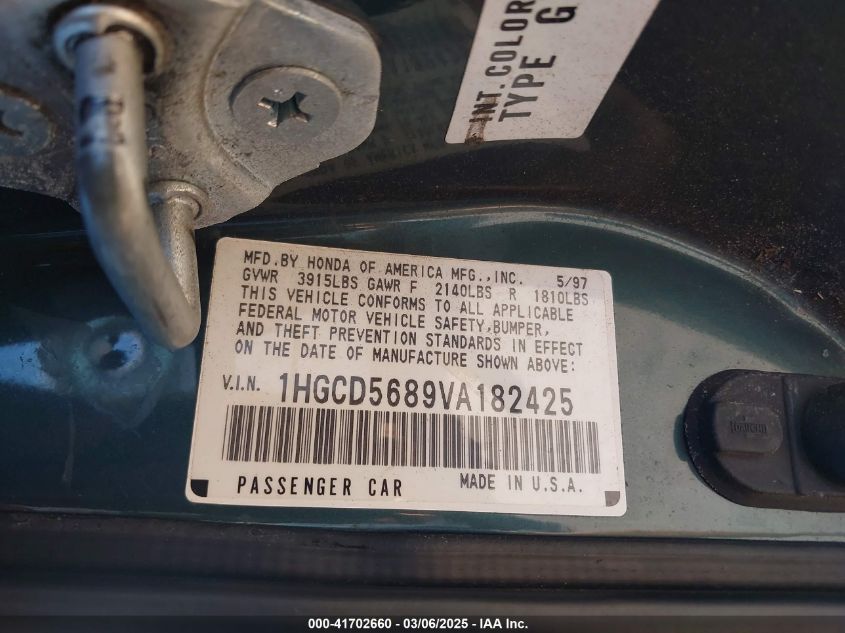 INT.COLOR
TYPE G
MFD.BY HONDA OF AMERICA MFG.,INC. 5/97
GVWR 3915LBS GAWR F 2140LBS R 1810LBS
THIS VEHICLE CONFORMS TO ALL APPLICABLE
FEDERAL MOTOR VEHICLE SAFETY,BUMPER,
AND THEFT PREVENTION STANDARDS IN EFFECT
ON THE DATE OF MANUFACTURE SHOWN ABOVE:
V.I.N. 1HGCD5689VA182425
PASSENGER CAR MADE IN U.S.A.
000-41702660 - 03/06/2025 - IAA Inc.